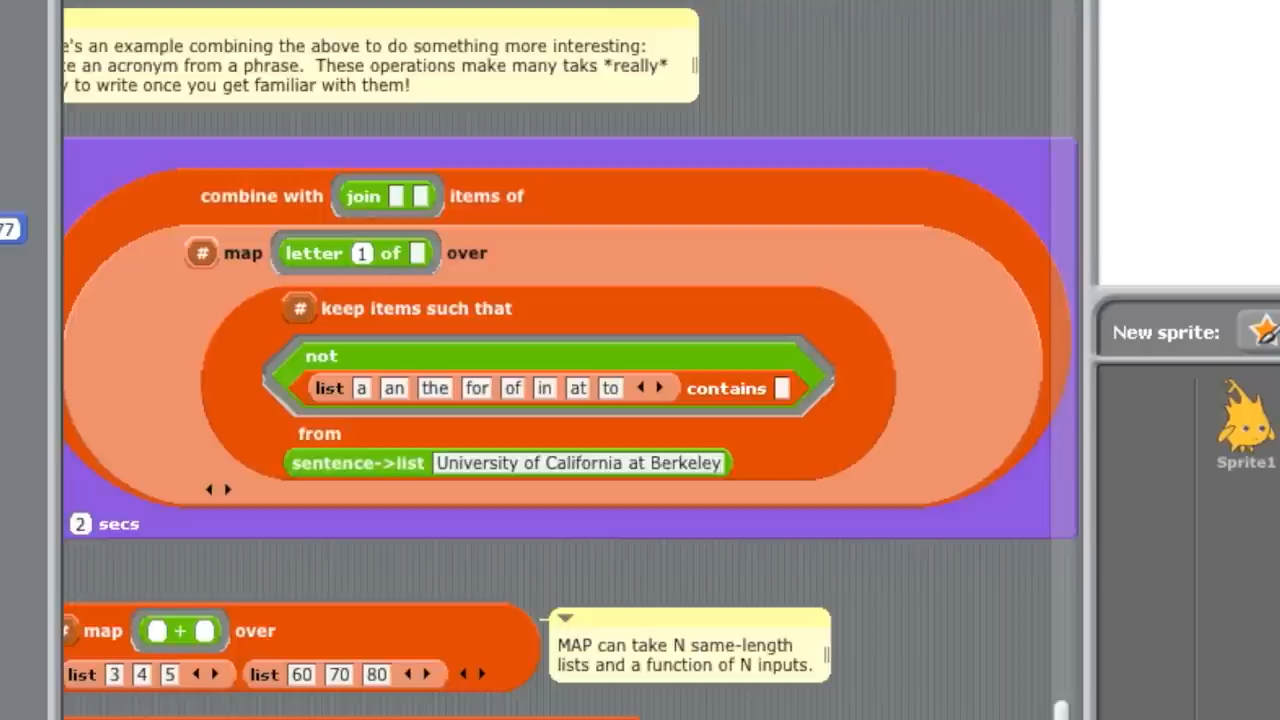 e's an example combining the above to do something more interesting:
e an acronym from a phrase. These operations make many taks *really*
y to write once you get familiar with them!
combine with join items of
77
# map letter 1 of over
# keep items such that
New sprite:
not
list a an the for of in at to contains
from
sentence->list University of California at Berkeley
Sprite1
2 secs
# map + over
MAP can take N same-length
lists and a function of N inputs.
list 3 4 5 list 60 70 80